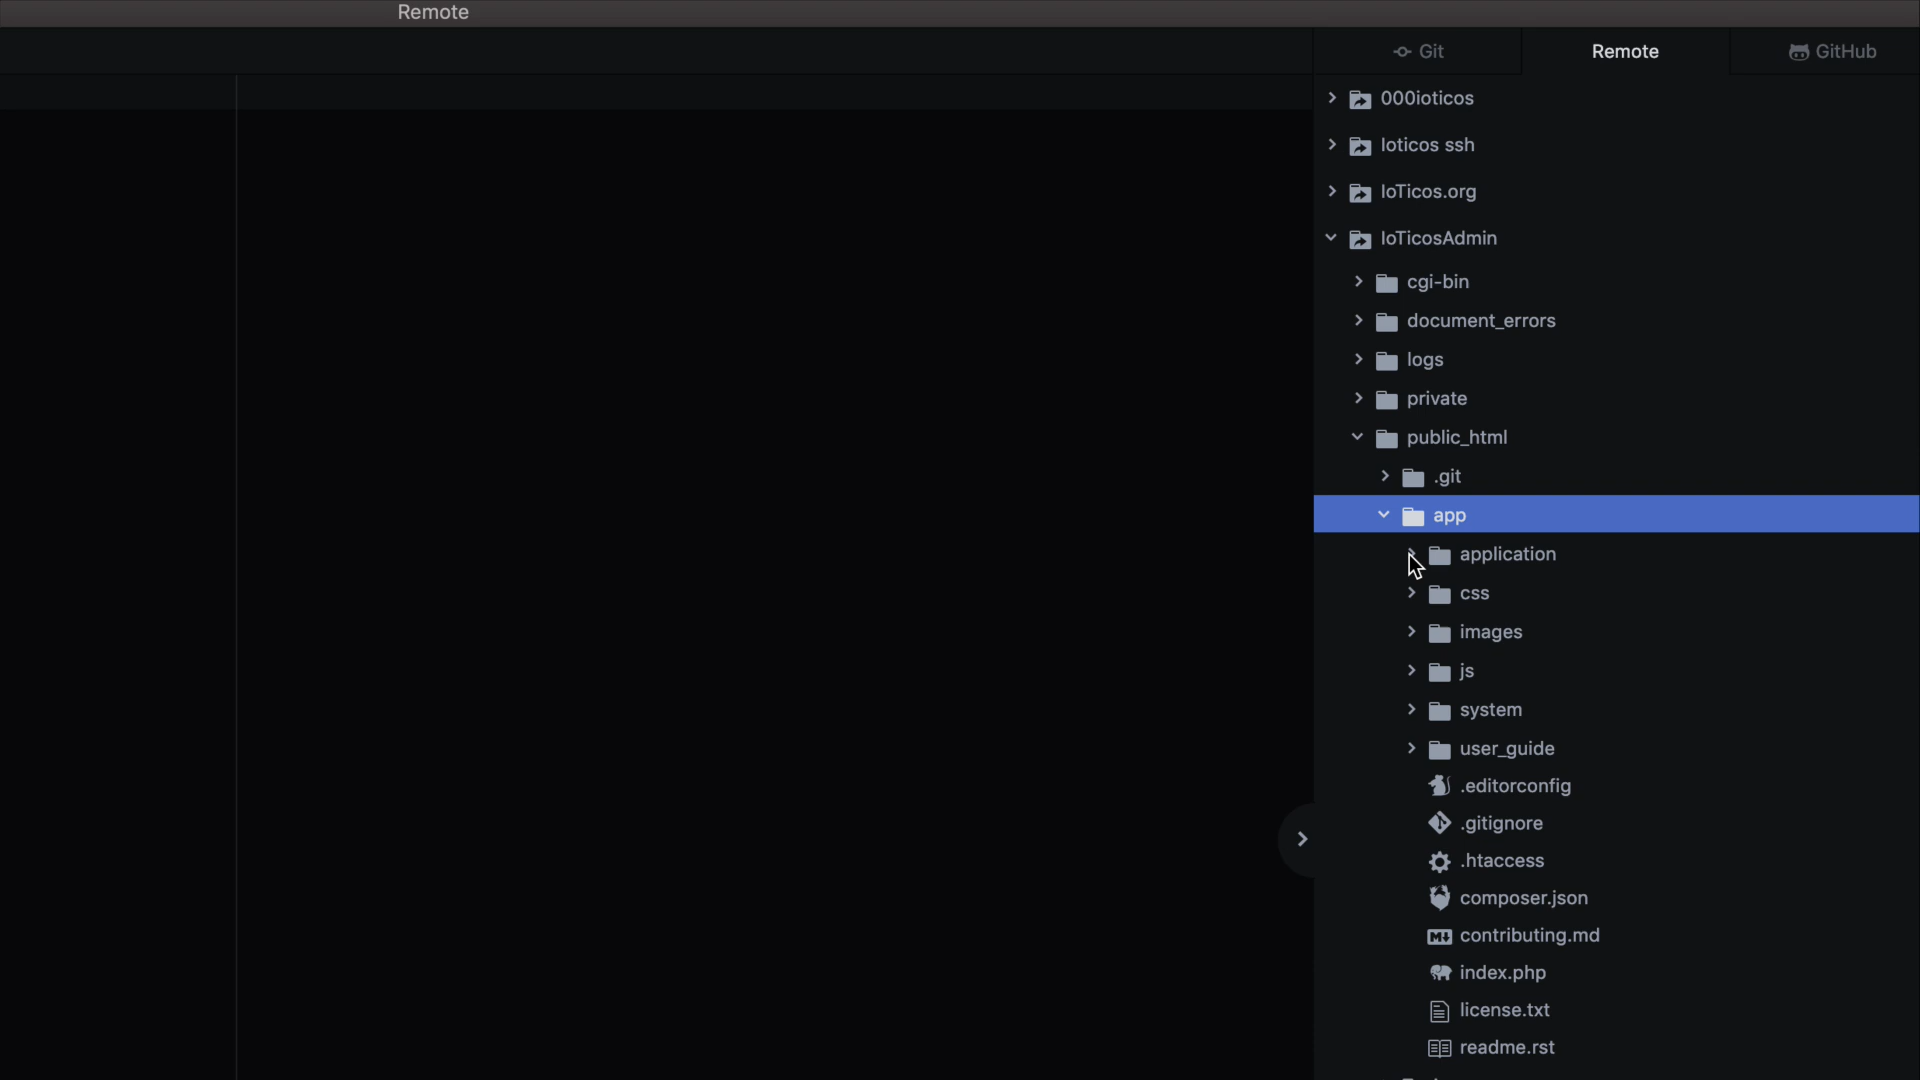 Remote
Git
Remote
GitHub
000ioticos
Ioticos ssh
IoTicos.org
IoTicosAdmin
cgi-bin
document_errors
logs
private
public_html
.git
app
application
css
images
js
system
user_guide
.editorconfig
.gitignore
.htaccess
composer.json
contributing.md
index.php
license.txt
readme.rst